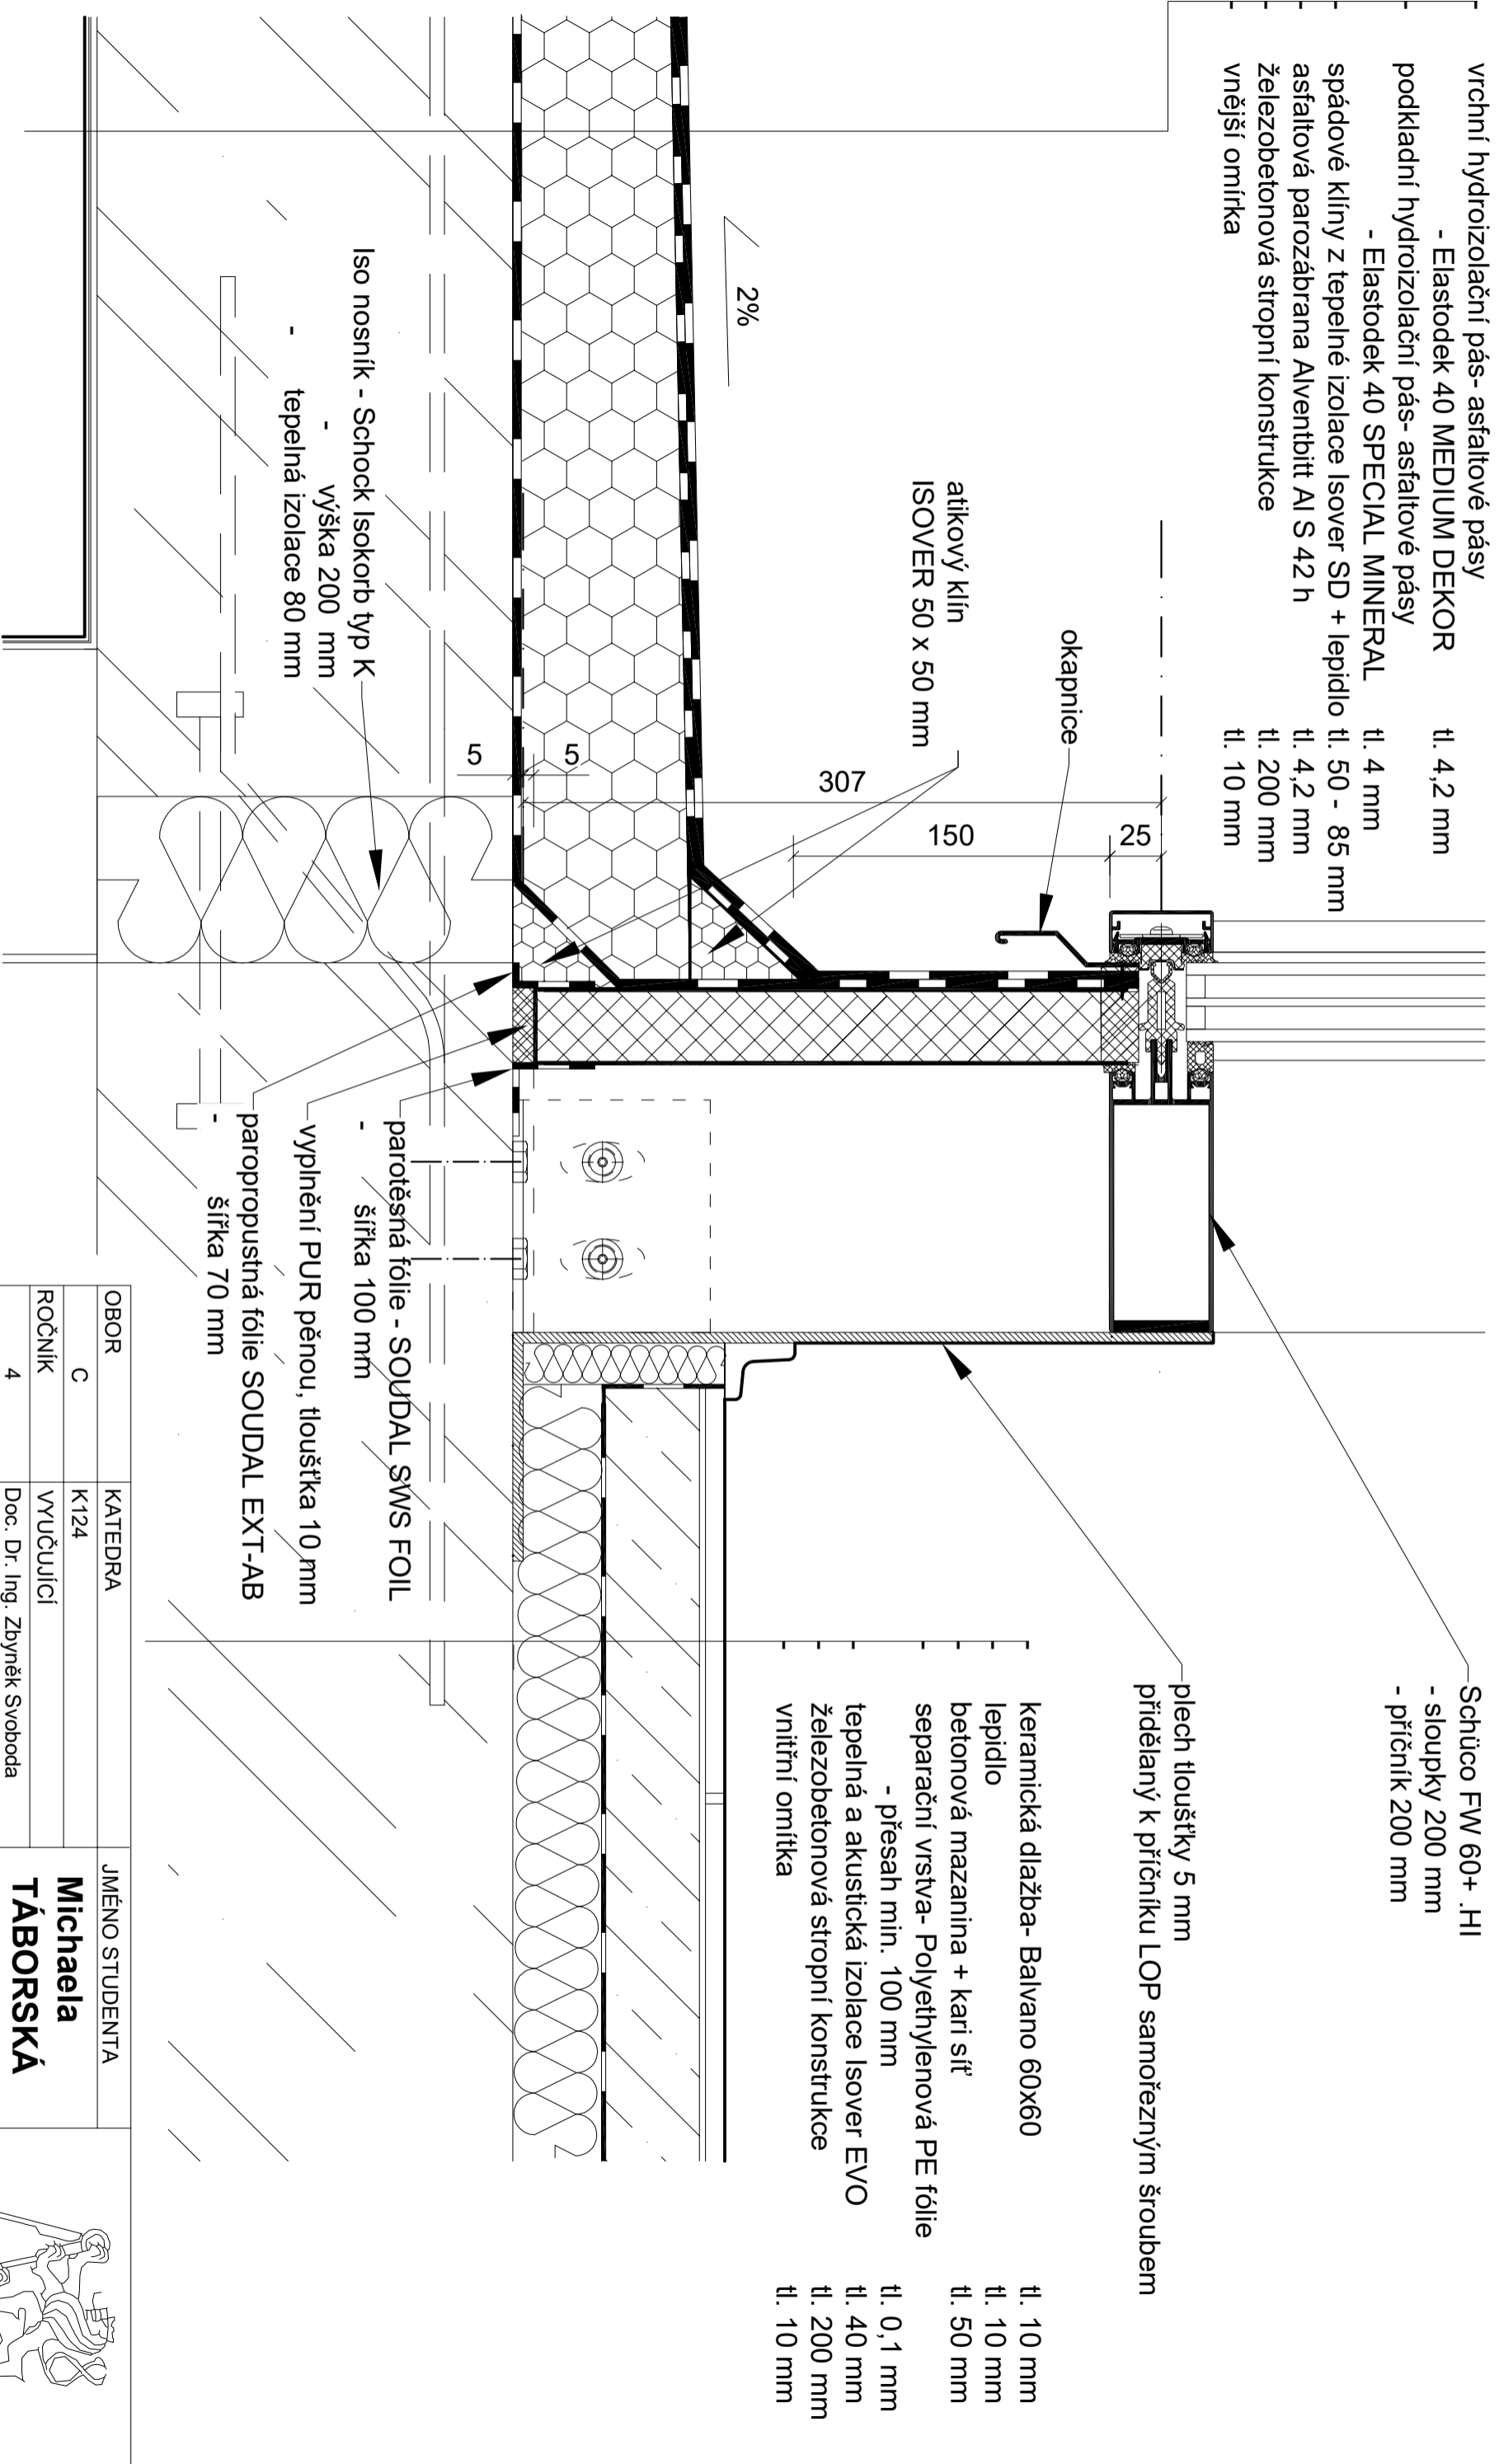 vrchní hydroizolační pás- asfaltové pásy
- Elastodek 40 MEDIUM DEKOR tl. 4,2 mm
podkladní hydroizolační pás- asfaltové pásy
- Elastodek 40 SPECIAL MINERAL tl. 4 mm
spádové klíny z tepelné izolace Isover SD + lepidlo tl. 50 - 85 mm
asfaltová parozábrana Alventbitt Al S 42 h tl. 4,2 mm
železobetonová stropní konstrukce tl. 200 mm
vnější omírka tl. 10 mm
Schüco FW 60+ .HI
- sloupky 200 mm
- příčník 200 mm
plech tloušťky 5 mm
přidělaný k příčníku LOP samořezným šroubem
okapnice
atikový klín
ISOVER 50 x 50 mm
25
150
307
2%
5
5
keramická dlažba- Balvano 60x60 tl. 10 mm
lepidlo tl. 10 mm
betonová mazanina + kari síť tl. 50 mm
separační vrstva- Polyethylenová PE fólie
- přesah min. 100 mm tl. 0,1 mm
tepelná a akustická izolace Isover EVO tl. 40 mm
železobetonová stropní konstrukce tl. 200 mm
vnitřní omítka tl. 10 mm
Iso nosník - Schock Isokorb typ K
- výška 200 mm
- tepelná izolace 80 mm
parotěsná fólie - SOUDAL SWS FOIL
- šířka 100 mm
vyplnění PUR pěnou, tloušťka 10 mm
paropropustná fólie SOUDAL EXT-AB
- šířka 70 mm
OBOR KATEDRA JMÉNO STUDENTA
C K124 Michaela
ROČNÍK VYUČUJÍCÍ TÁBORSKÁ
4 Doc. Dr. Ing. Zbyněk Svoboda